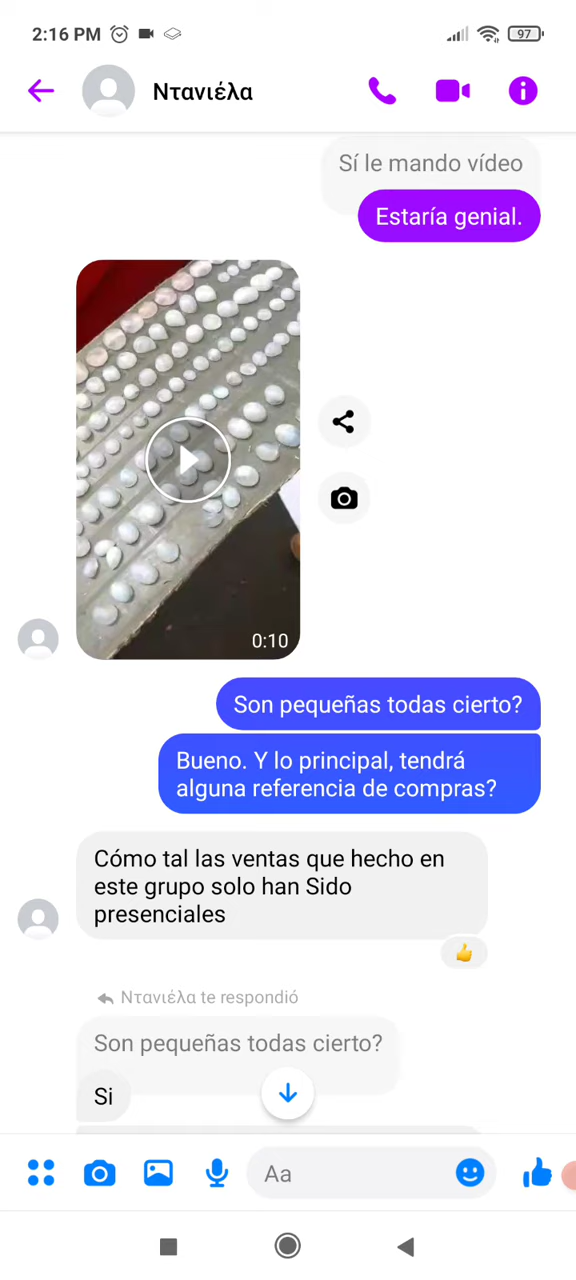 2:16 PM 97
Ντανιέλα
Sí le mando vídeo
Estaría genial.
0:10
Son pequeñas todas cierto?
Bueno. Y lo principal, tendrá
alguna referencia de compras?
Cómo tal las ventas que hecho en
este grupo solo han Sido
presenciales
Ντανιέλα te respondió
Son pequeñas todas cierto?
Si
Aa